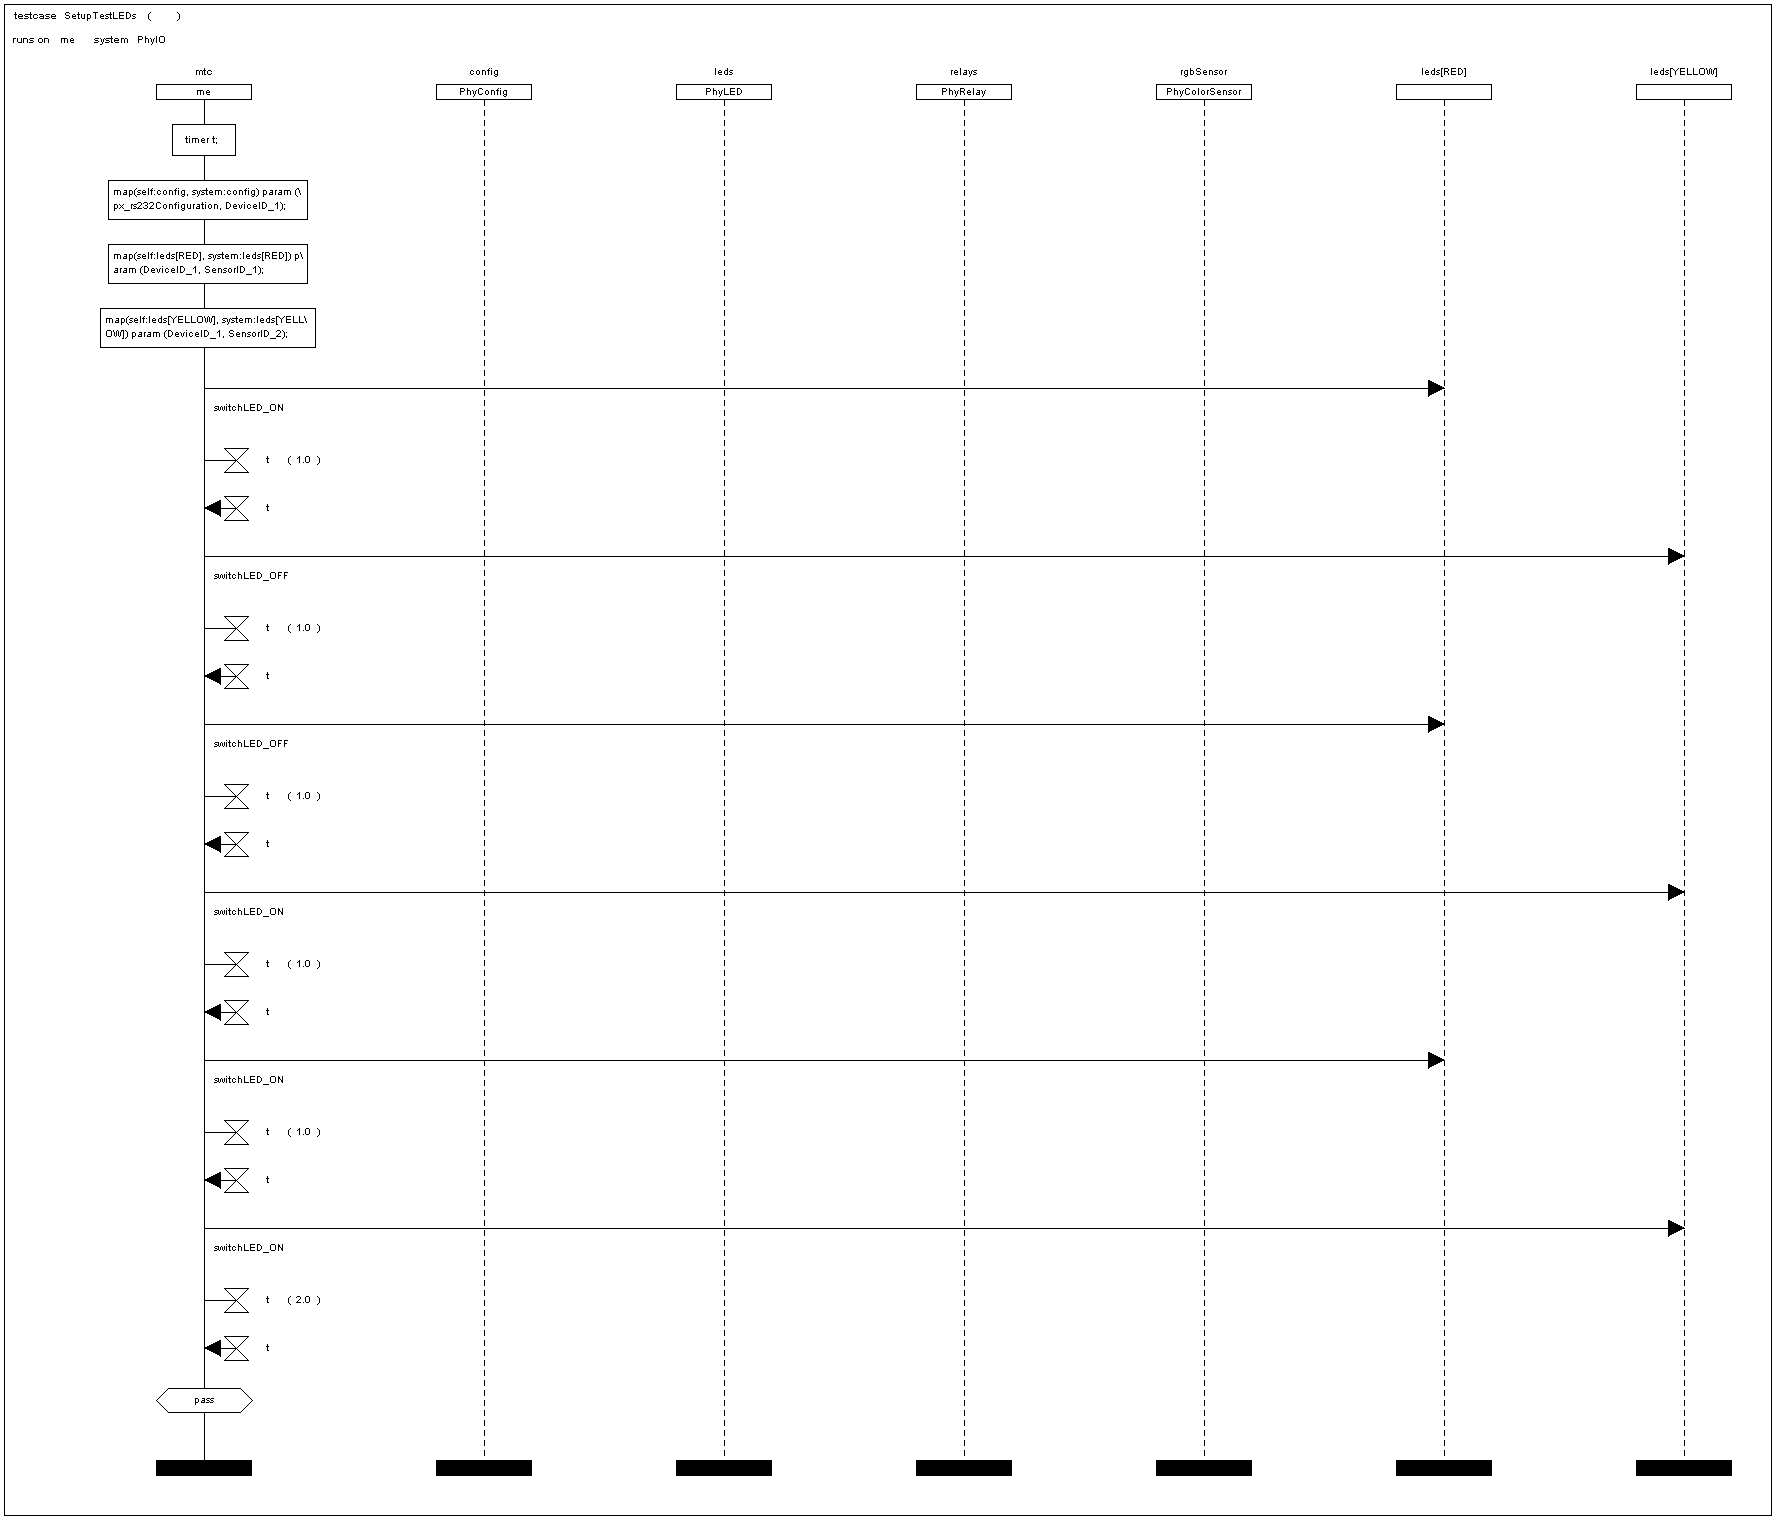 testcase SetupTestLEDs ( )
runs on me system PhyIO
mtc config leds relays rgbSensor leds[RED] leds[YELLOW]
me PhyConfig PhyLED PhyRelay PhyColorSensor
timer t;
map(self:config, system:config) param (\
px_rs232Configuration, DeviceID_1);
map(self:leds[RED], system:leds[RED]) p\
aram (DeviceID_1, SensorID_1);
map(self:leds[YELLOW], system:leds[YELL\
OW]) param (DeviceID_1, SensorID_2);
switchLED_ON
t ( 1.0 )
t
switchLED_OFF
t ( 1.0 )
t
switchLED_OFF
t ( 1.0 )
t
switchLED_ON
t ( 1.0 )
t
switchLED_ON
t ( 1.0 )
t
switchLED_ON
t ( 2.0 )
t
pass